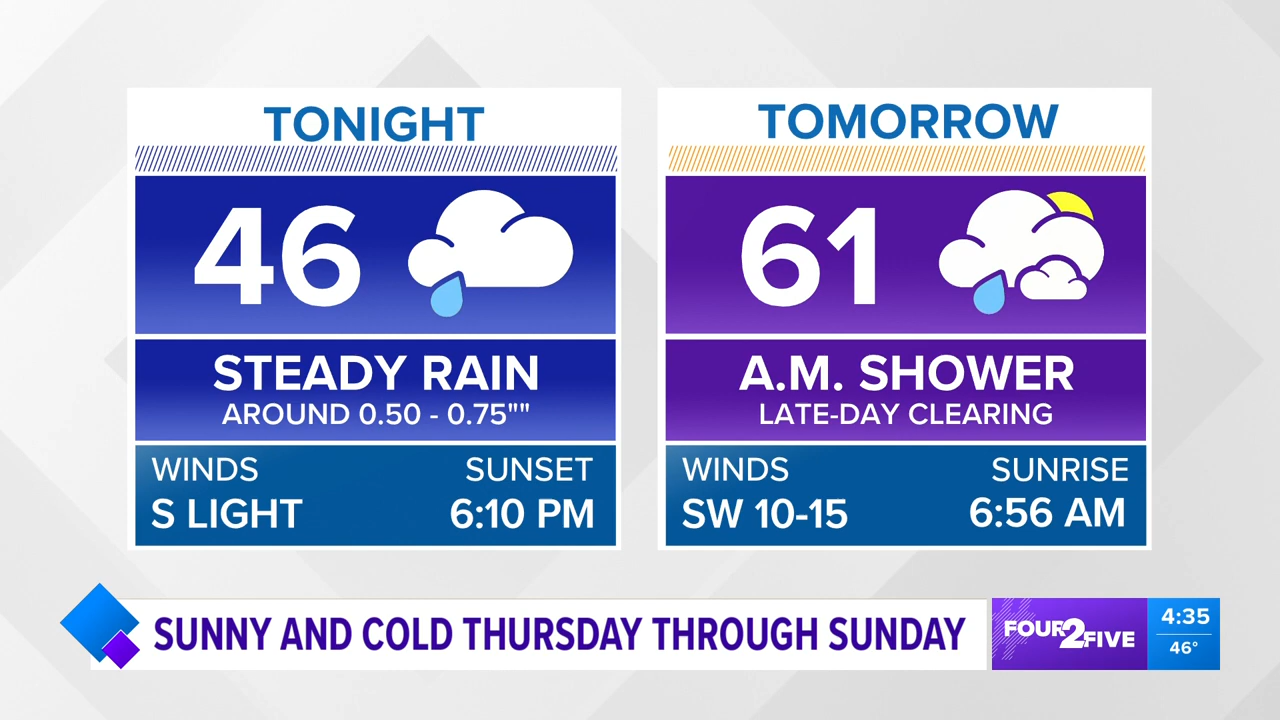 TONIGHT
46
STEADY RAIN
AROUND 0.50 - 0.75""
WINDS
SUNSET
S LIGHT
6:10 PM
TOMORROW
61
A.M. SHOWER
LATE-DAY CLEARING
WINDS
SUNRISE
SW 10-15
6:56 AM
SUNNY AND COLD THURSDAY THROUGH SUNDAY
FOUR2FIVE
4:35
46°